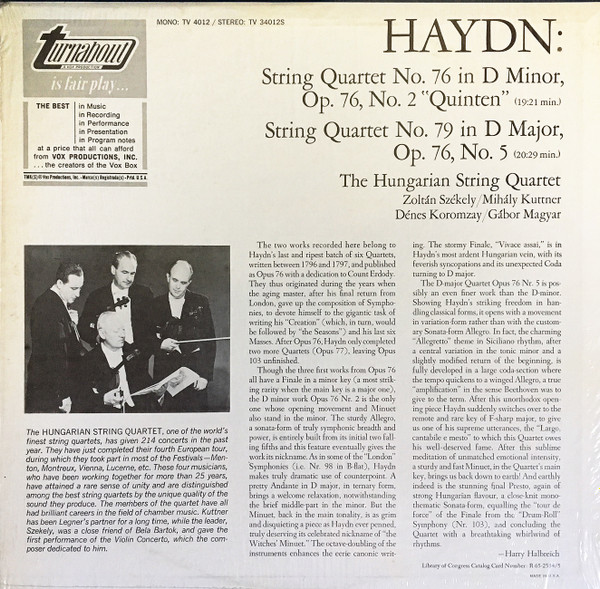 MONO: TV 4012 / STEREO: TV 34012S
turnabout
is fair play...
THE BEST
in Music
in Recording
in Performance
in Presentation
in Program notes
at a price that all can afford
from VOX PRODUCTIONS, INC.
... the creators of the Vox Box
TMR(S)® Vox Productions, Inc. -Marca(s) Registrada(s)- Ptd. U.S.A.
HAYDN:
String Quartet No. 76 in D Minor,
Op. 76, No. 2 "Quinten" (19:21 min.)
String Quartet No. 79 in D Major,
Op. 76, No. 5 (20:29 min.)
The Hungarian String Quartet
Zoltán Székely/Mihály Kuttner
Dénes Koromzay/Gábor Magyar
The HUNGARIAN STRING QUARTET, one of the world's
finest string quartets, has given 214 concerts in the past
year. They have just completed their fourth European tour,
during which they took part in most of the Festivals—Men-
ton, Montreux, Vienna, Lucerne, etc. These four musicians,
who have been working together for more than 25 years,
have attained a rare sense of unity and are distinguished
among the best string quartets by the unique quality of the
sound they produce. The members of the quartet have all
had brilliant careers in the field of chamber music. Kuttner
has been Legner's partner for a long time, while the leader,
Szekely, was a close friend of Bela Bartok, and gave the
first performance of the Violin Concerto, which the com-
poser dedicated to him.
The two works recorded here belong to
Haydn's last and ripest batch of six Quartets,
written between 1796 and 1797, and published
as Opus 76 with a dedication to Count Erdody.
They thus originated during the years when
the aging master, after his final return from
London, gave up the composition of Sympho-
nies, to devote himself to the gigantic task of
writing his "Creation" (which, in turn, would
be followed by "the Seasons") and his last six
Masses. After Opus 76, Haydn only completed
two more Quartets (Opus 77), leaving Opus
103 unfinished.
Though the three first works from Opus 76
all have a Finale in a minor key (a most strik-
ing rarity when the main key is a major one),
the D minor work Opus 76 Nr. 2 is the only
one whose opening movement and Minuet
also stand in the minor. The sturdy Allegro,
a sonata-form of truly symphonic breadth and
power, is entirely built from its initial two fall-
ing fifths and this feature eventually gives the
work its nickname. As in some of the "London"
Symphonies (i.e. Nr. 98 in B-flat), Haydn
makes truly dramatic use of counterpoint. A
pretty Andante in D major, in ternary form,
brings a welcome relaxation, notwithstanding
the brief middle-part in the minor. But the
Minuet, back in the main tonality, is as grim
and disquieting a piece as Haydn ever penned,
truly deserving its celebrated nickname of "the
Witches' Minuet." The octave-doubling of the
instruments enhances the eerie canonic writ-
ing. The stormy Finale, "Vivace assai," is in
Haydn's most ardent Hungarian vein, with its
feverish syncopations and its unexpected Coda
turning to D major.
The D major Quartet Opus 76 Nr. 5 is pos-
sibly an even finer work than the D-minor.
Showing Haydn's striking freedom in han-
dling classical forms, it opens with a movement
in variation-form rather than with the custom-
ary Sonata-form Allegro. In fact, the charming
"Allegretto" theme in Siciliano rhythm, after
a central variation in the tonic minor and a
slightly modified return of the beginning, is
fully developed in a large coda-section where
the tempo quickens to a winged Allegro, a true
"amplification" in the sense Beethoven was to
give to the term. After this unorthodox open-
ing piece Haydn suddenly switches over to the
remote and rare key of F-sharp major, to give
us one of his supreme utterances, the "Largo,
cantabile e mesto" to which this Quartet owes
his well-deserved fame. After this sublime
meditation of unmatched emotional intensity,
a sturdy and fast Minuet, in the Quartet's main
key, brings us back down to earth! And earthly
indeed is the stunning final Presto, again of
strong Hungarian flavour, a close-knit mono-
thematic Sonata-form, equalling the "tour de
force" of the Finale from the "Drum-Roll"
Symphony (Nr. 103), and concluding the
Quartet with a breathtaking whirlwind of
rhythms.
—Harry Halbreich
Library of Congress Catalog Card Number: R 65-2514/5
MADE IN U.S.A.